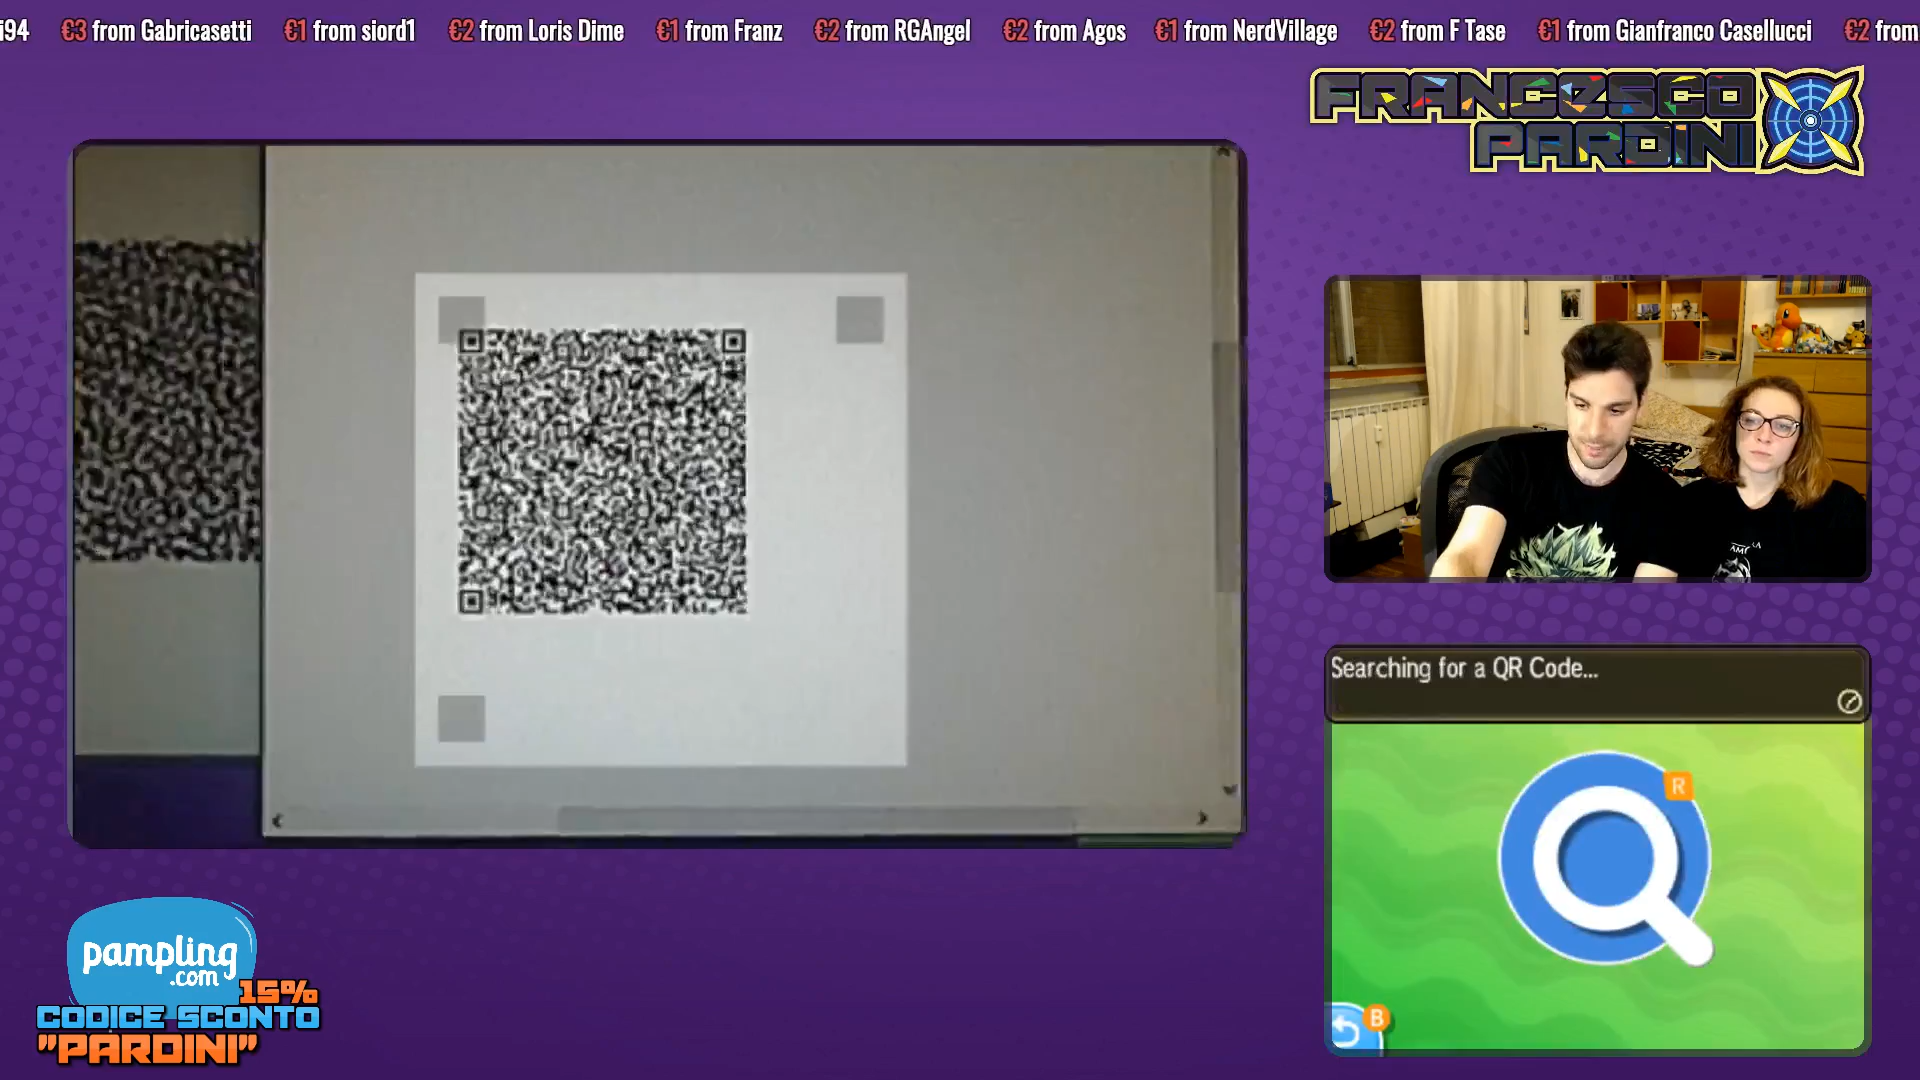 i94 €3 from Gabricasetti €1 from siord1 €2 from Loris Dime €1 from Franz €2 from RGAngel €2 from Agos €1 from NerdVillage €2 from F Tase €1 from Gianfranco Casellucci €2 from
FRANCESCO
PARDINI
Searching for a QR Code...
R
B
pampling
.com
15%
CODICE SCONTO
"PARDINI"